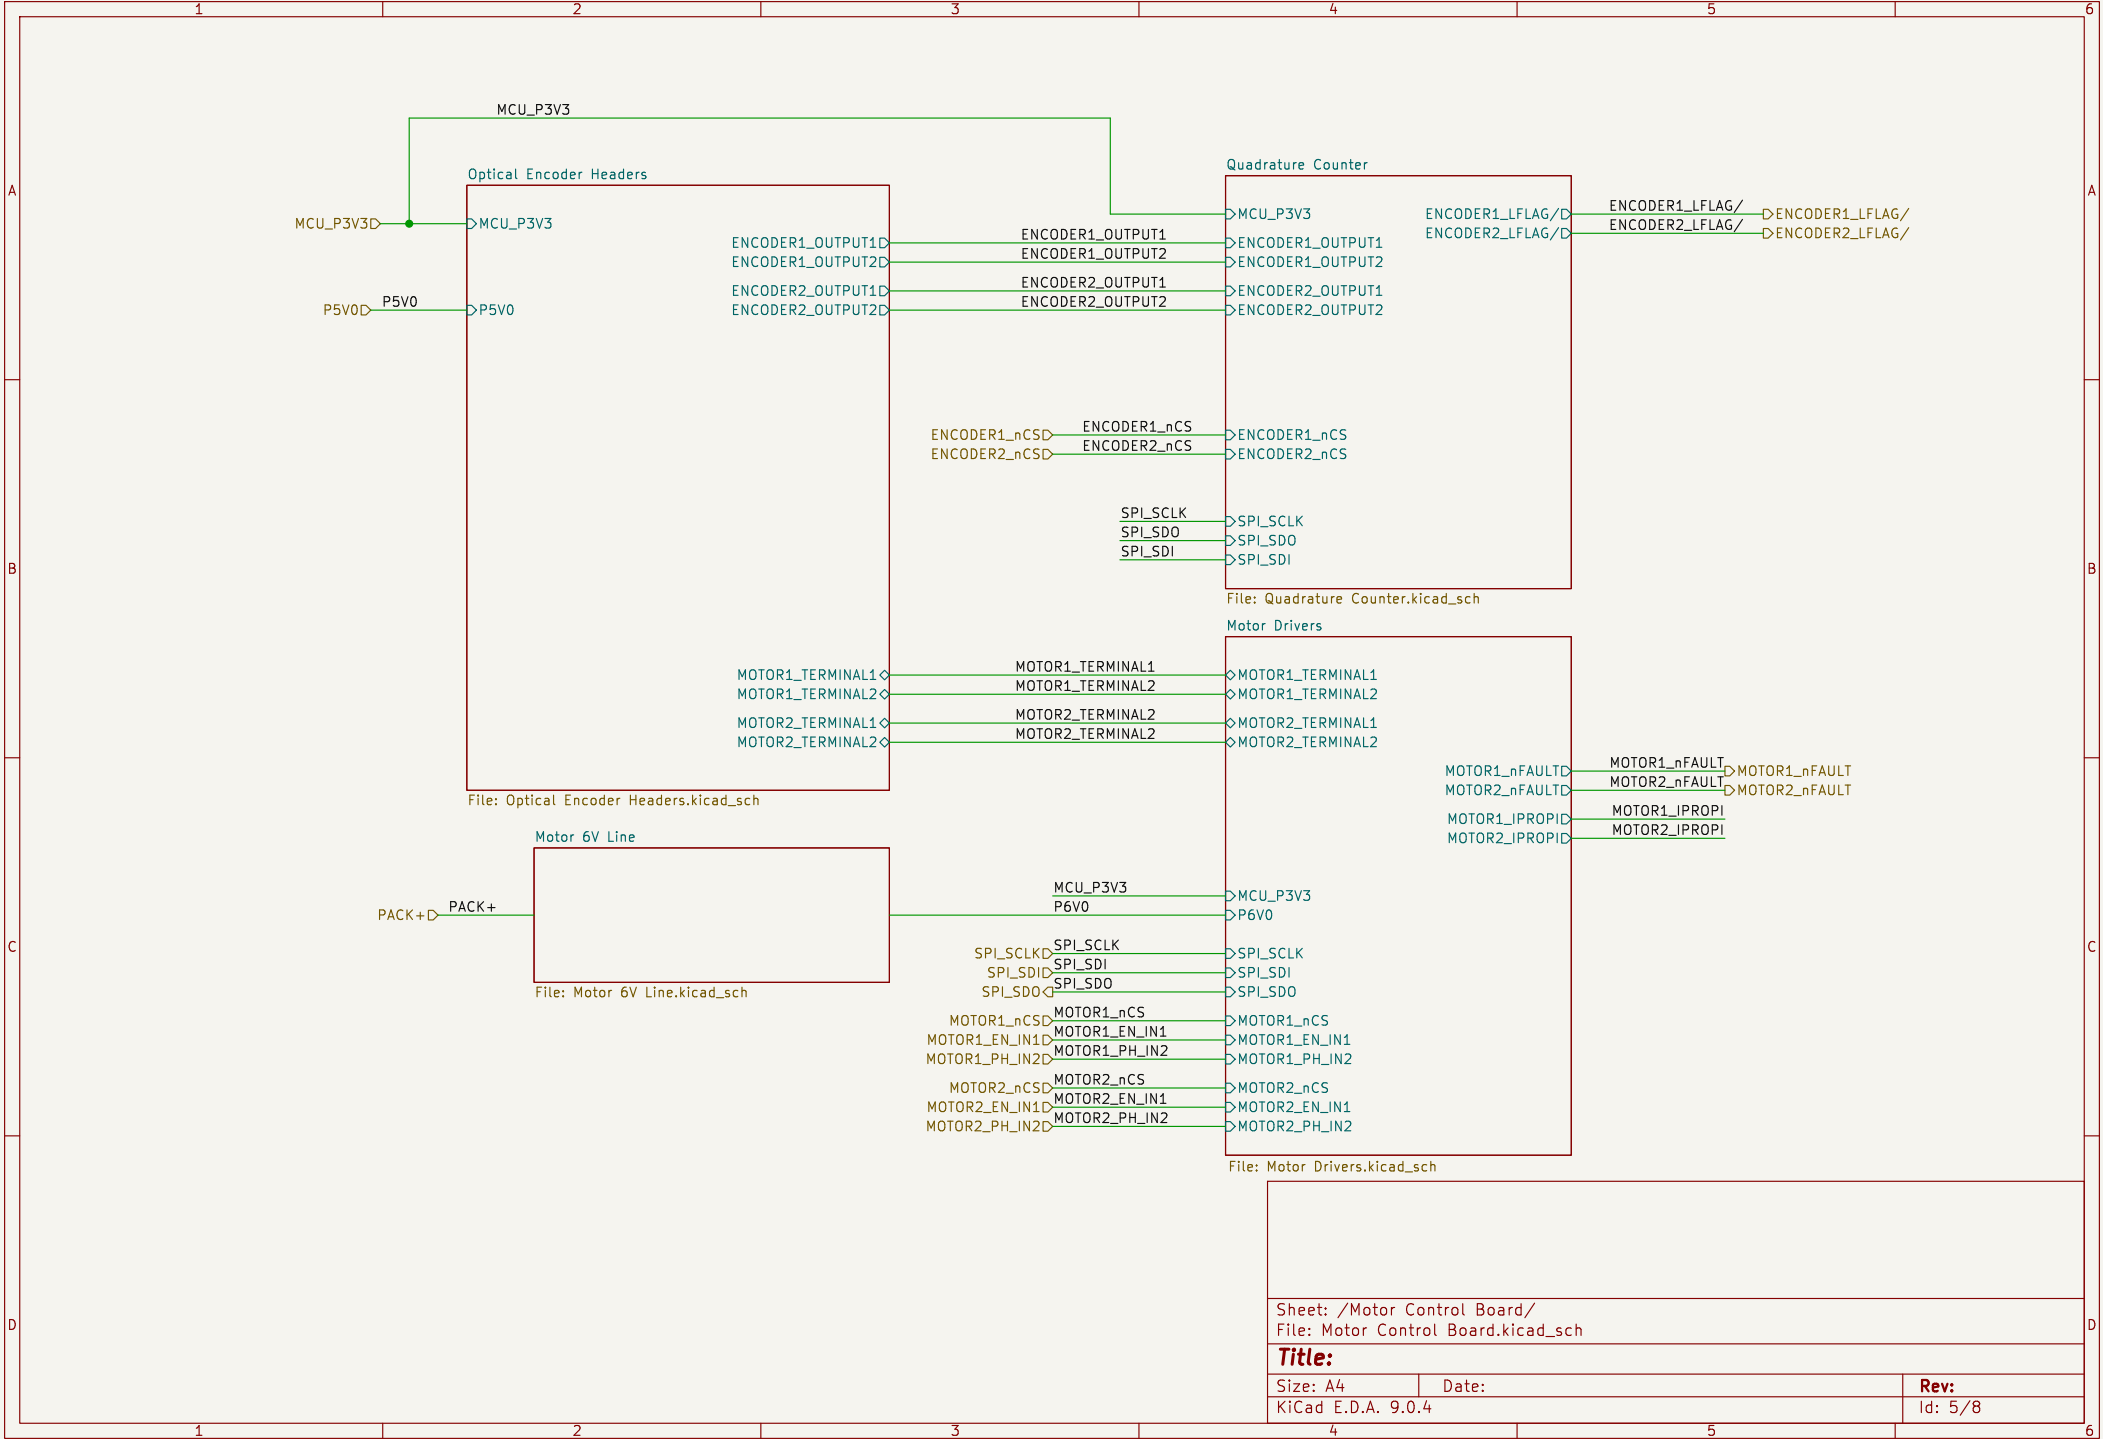 1 2 3 4 5 6
MCU_P3V3
Optical Encoder Headers
Quadrature Counter
A
A
MCU_P3V3
MCU_P3V3
P5V0
P5V0
P5V0
ENCODER1_OUTPUT1
ENCODER1_OUTPUT2
ENCODER2_OUTPUT1
ENCODER2_OUTPUT2
ENCODER1_OUTPUT1
ENCODER1_OUTPUT2
ENCODER2_OUTPUT1
ENCODER2_OUTPUT2
MCU_P3V3
ENCODER1_OUTPUT1
ENCODER1_OUTPUT2
ENCODER2_OUTPUT1
ENCODER2_OUTPUT2
ENCODER1_LFLAG/
ENCODER2_LFLAG/
ENCODER1_LFLAG/
ENCODER2_LFLAG/
ENCODER1_LFLAG/
ENCODER2_LFLAG/
ENCODER1_nCS
ENCODER2_nCS
ENCODER1_nCS
ENCODER2_nCS
ENCODER1_nCS
ENCODER2_nCS
SPI_SCLK
SPI_SDO
SPI_SDI
SPI_SCLK
SPI_SDO
SPI_SDI
B
B
File: Quadrature Counter.kicad_sch
Motor Drivers
MOTOR1_TERMINAL1
MOTOR1_TERMINAL2
MOTOR2_TERMINAL1
MOTOR2_TERMINAL2
MOTOR1_TERMINAL1
MOTOR1_TERMINAL2
MOTOR2_TERMINAL2
MOTOR2_TERMINAL2
MOTOR1_TERMINAL1
MOTOR1_TERMINAL2
MOTOR2_TERMINAL1
MOTOR2_TERMINAL2
File: Optical Encoder Headers.kicad_sch
MOTOR1_nFAULT
MOTOR2_nFAULT
MOTOR1_IPROPI
MOTOR2_IPROPI
MOTOR1_nFAULT
MOTOR2_nFAULT
MOTOR1_IPROPI
MOTOR2_IPROPI
MOTOR1_nFAULT
MOTOR2_nFAULT
Motor 6V Line
PACK+
PACK+
File: Motor 6V Line.kicad_sch
MCU_P3V3
P6V0
MCU_P3V3
P6V0
C
C
SPI_SCLK
SPI_SDI
SPI_SDO
MOTOR1_nCS
MOTOR1_EN_IN1
MOTOR1_PH_IN2
MOTOR2_nCS
MOTOR2_EN_IN1
MOTOR2_PH_IN2
SPI_SCLK
SPI_SDI
SPI_SDO
MOTOR1_nCS
MOTOR1_EN_IN1
MOTOR1_PH_IN2
MOTOR2_nCS
MOTOR2_EN_IN1
MOTOR2_PH_IN2
SPI_SCLK
SPI_SDI
SPI_SDO
MOTOR1_nCS
MOTOR1_EN_IN1
MOTOR1_PH_IN2
MOTOR2_nCS
MOTOR2_EN_IN1
MOTOR2_PH_IN2
File: Motor Drivers.kicad_sch
D
D
Sheet: /Motor Control Board/
File: Motor Control Board.kicad_sch
Title:
Size: A4 Date: Rev:
KiCad E.D.A. 9.0.4 Id: 5/8
1 2 3 4 5 6